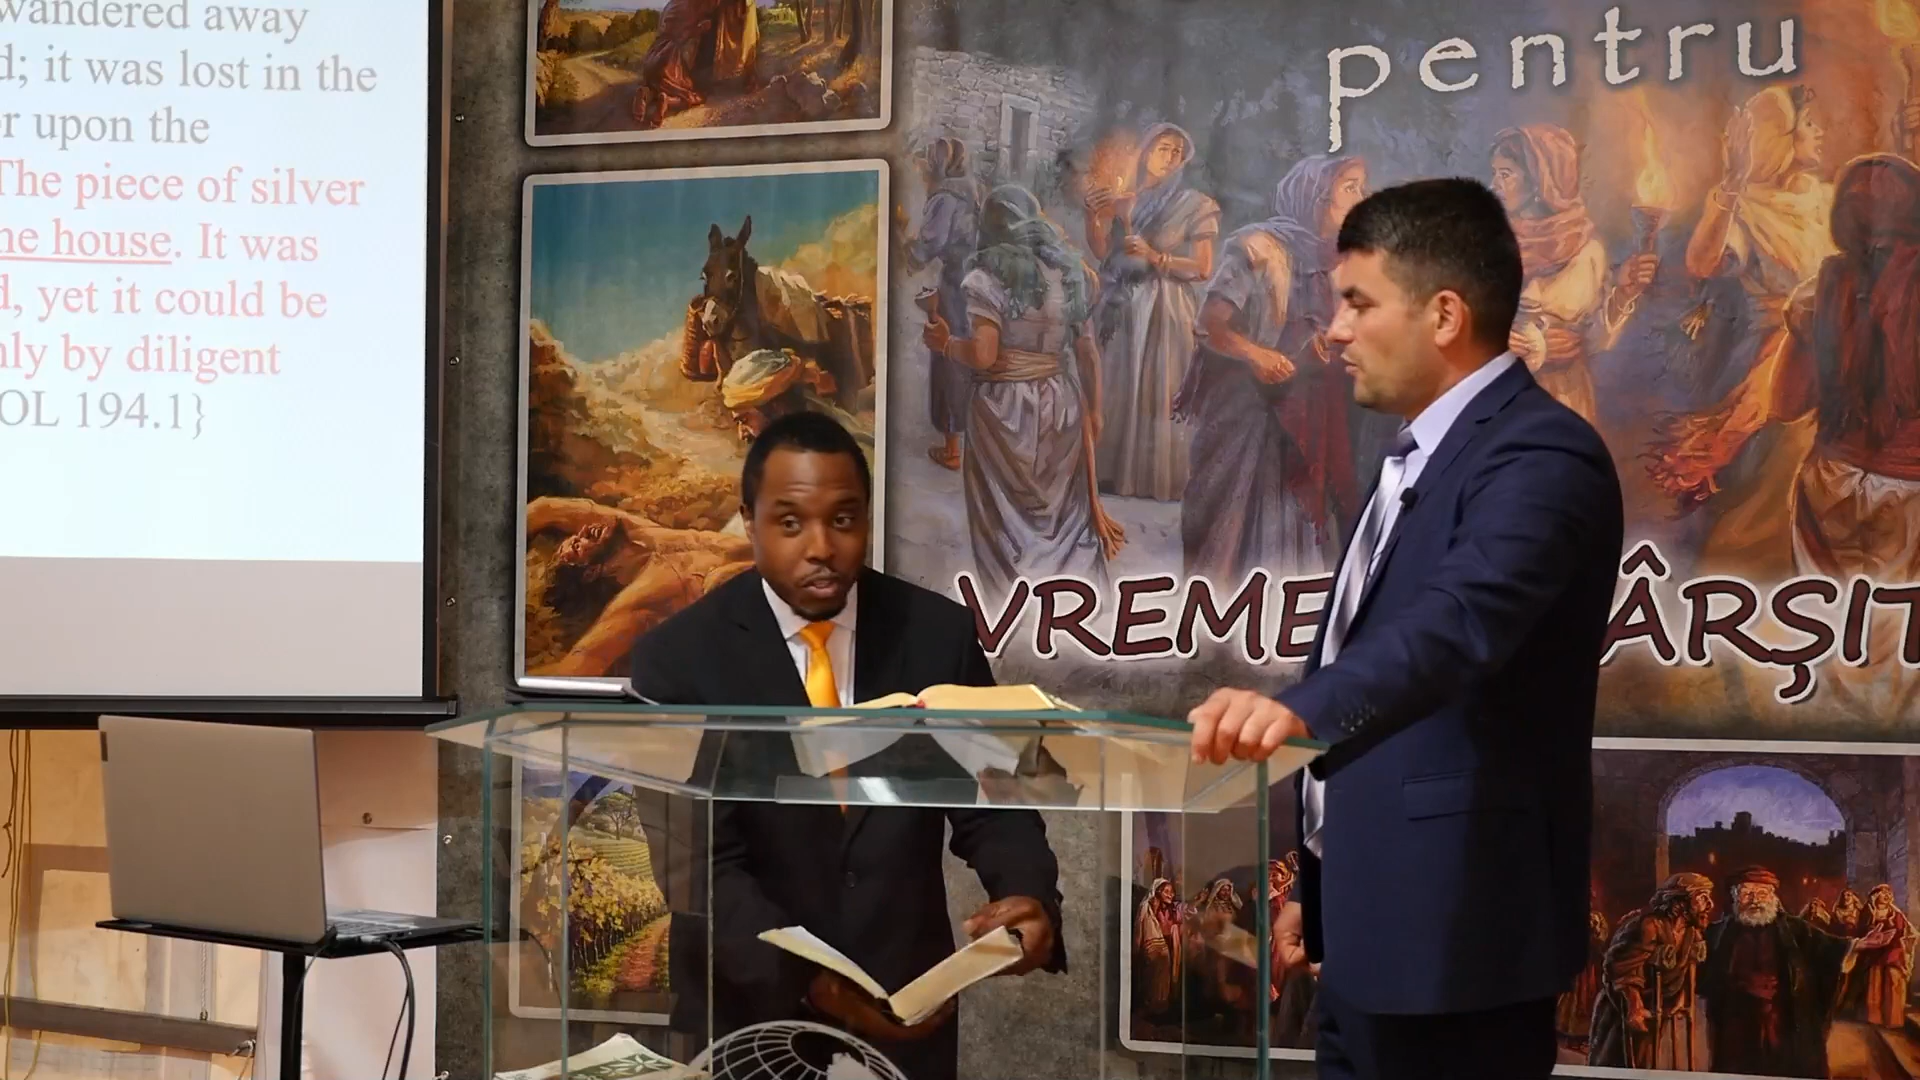 wandered away
d; it was lost in the
r upon the
The piece of silver
he house. It was
d, yet it could be
nly by diligent
OL 194.1}
pentru
VREME ÂRȘIT